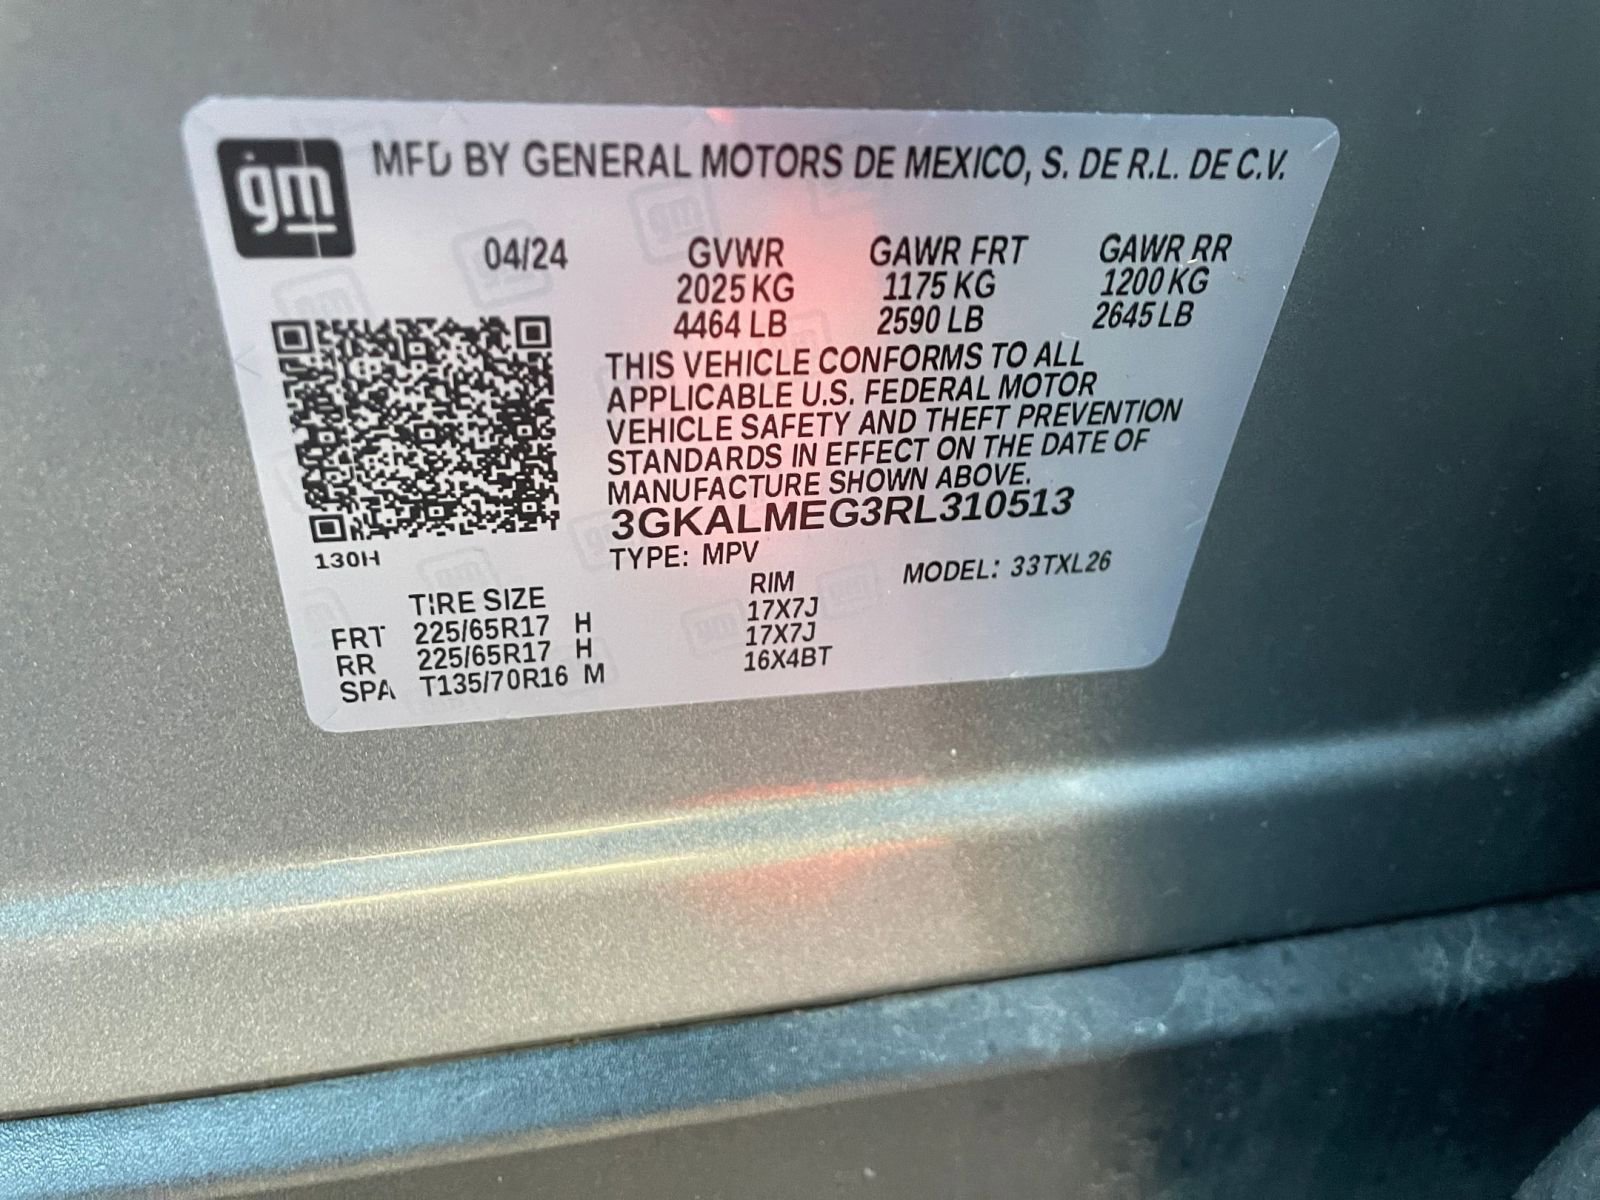 gm
MFD BY GENERAL MOTORS DE MEXICO, S. DE R.L. DE C.V.
04/24 GVWR GAWR FRT GAWR RR
2025 KG 1175 KG 1200 KG
4464 LB 2590 LB 2645 LB
THIS VEHICLE CONFORMS TO ALL
APPLICABLE U.S. FEDERAL MOTOR
VEHICLE SAFETY AND THEFT PREVENTION
STANDARDS IN EFFECT ON THE DATE OF
MANUFACTURE SHOWN ABOVE.
3GKALMEG3RL310513
130H
TYPE: MPV MODEL: 33TXL26
TIRE SIZE RIM
FRT 225/65R17 H 17X7J
RR 225/65R17 H 17X7J
SPA T135/70R16 M 16X4BT